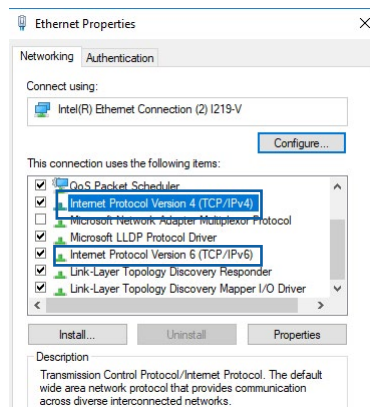 Ethernet Properties
Networking
Authentication
Connect using:
Intel(R) Ethernet Connection (2) I219-V
Configure...
This connection uses the following items:
QoS Packet Scheduler
Internet Protocol Version 4 (TCP/IPv4)
Microsoft Network Adapter Multiplexor Protocol
Microsoft LLDP Protocol Driver
Internet Protocol Version 6 (TCP/IPv6)
Link-Layer Topology Discovery Responder
Link-Layer Topology Discovery Mapper I/O Driver
Install...
Uninstall
Properties
Description
Transmission Control Protocol/Internet Protocol. The default
wide area network protocol that provides communication
across diverse interconnected networks.